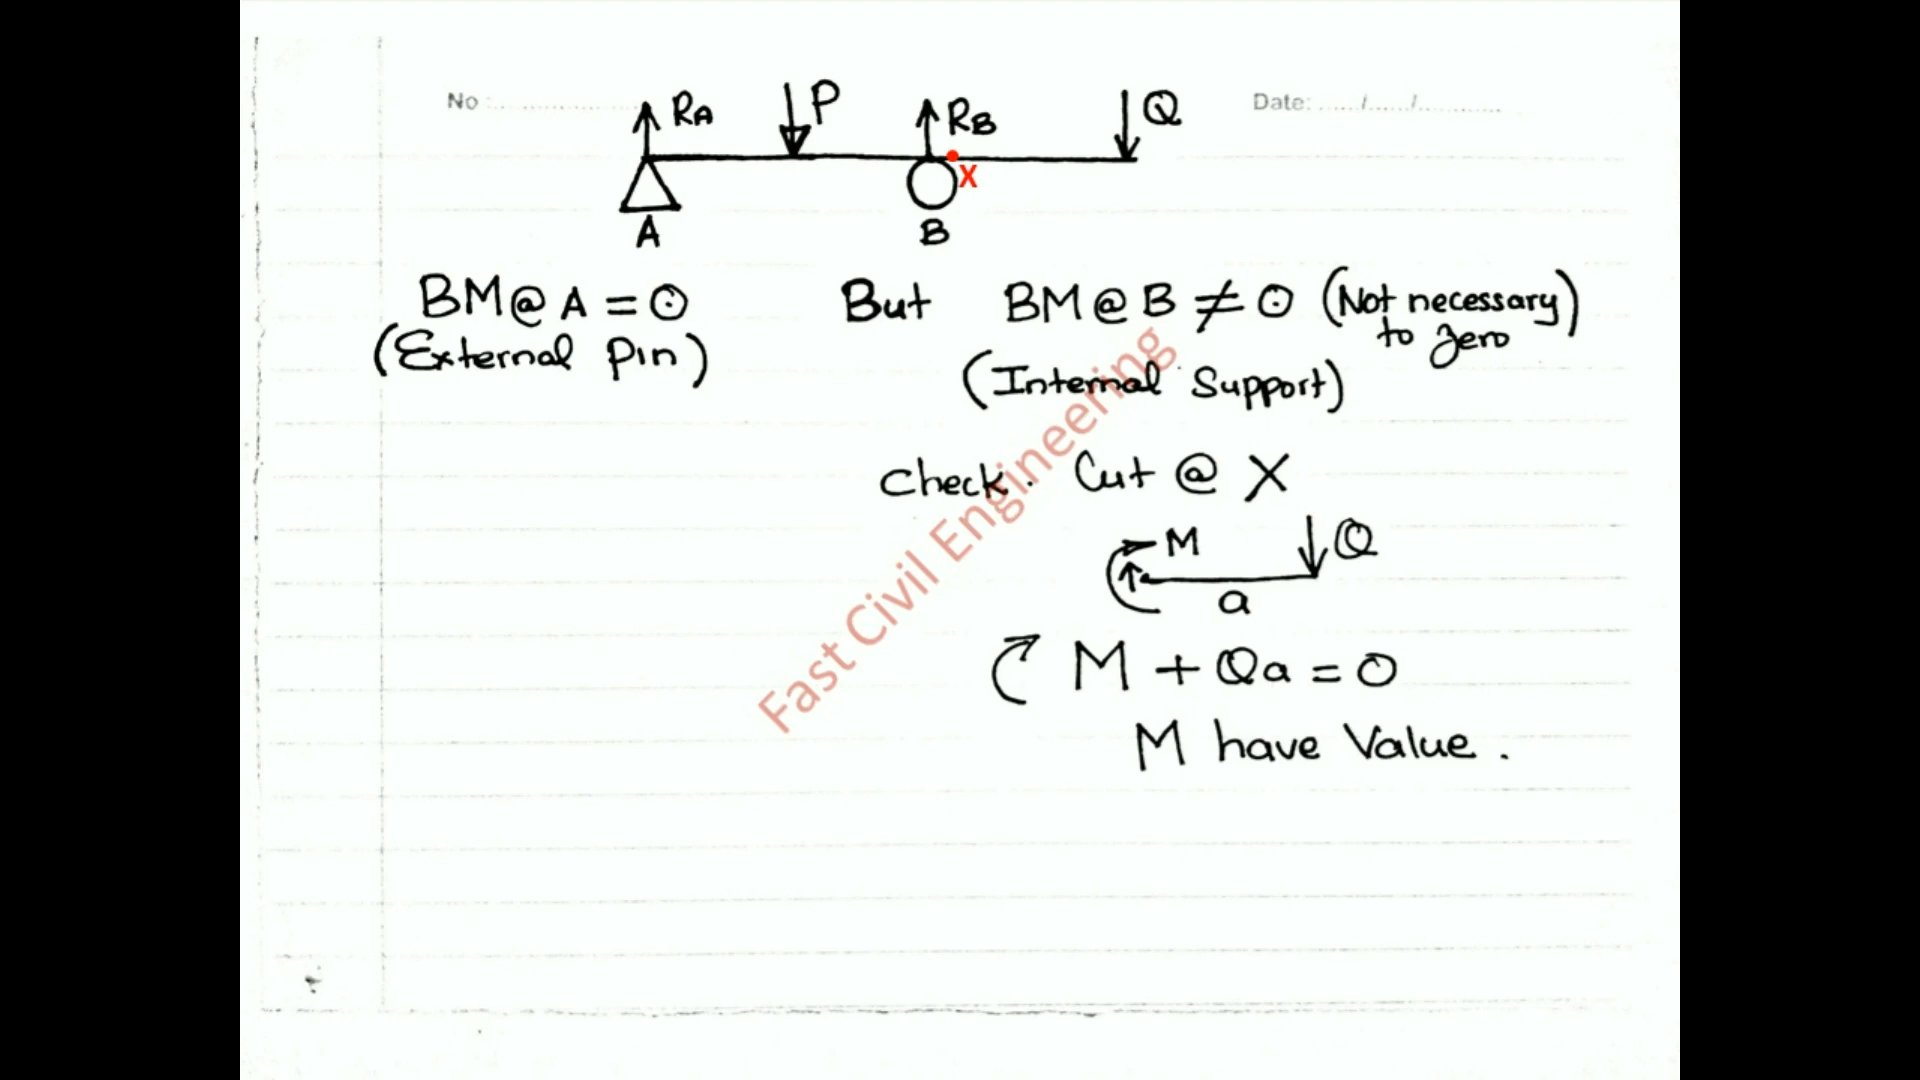 No :.................... RA P RB Q Date: ....../....../............
X
A B
BM@A = 0 But BM@B ≠ 0 (Not necessary)
to zero
(External pin)
(Internal Support)
Check. Cut @ X
M Q
a
M + Qa = 0
M have Value.
Fast Civil Engineering